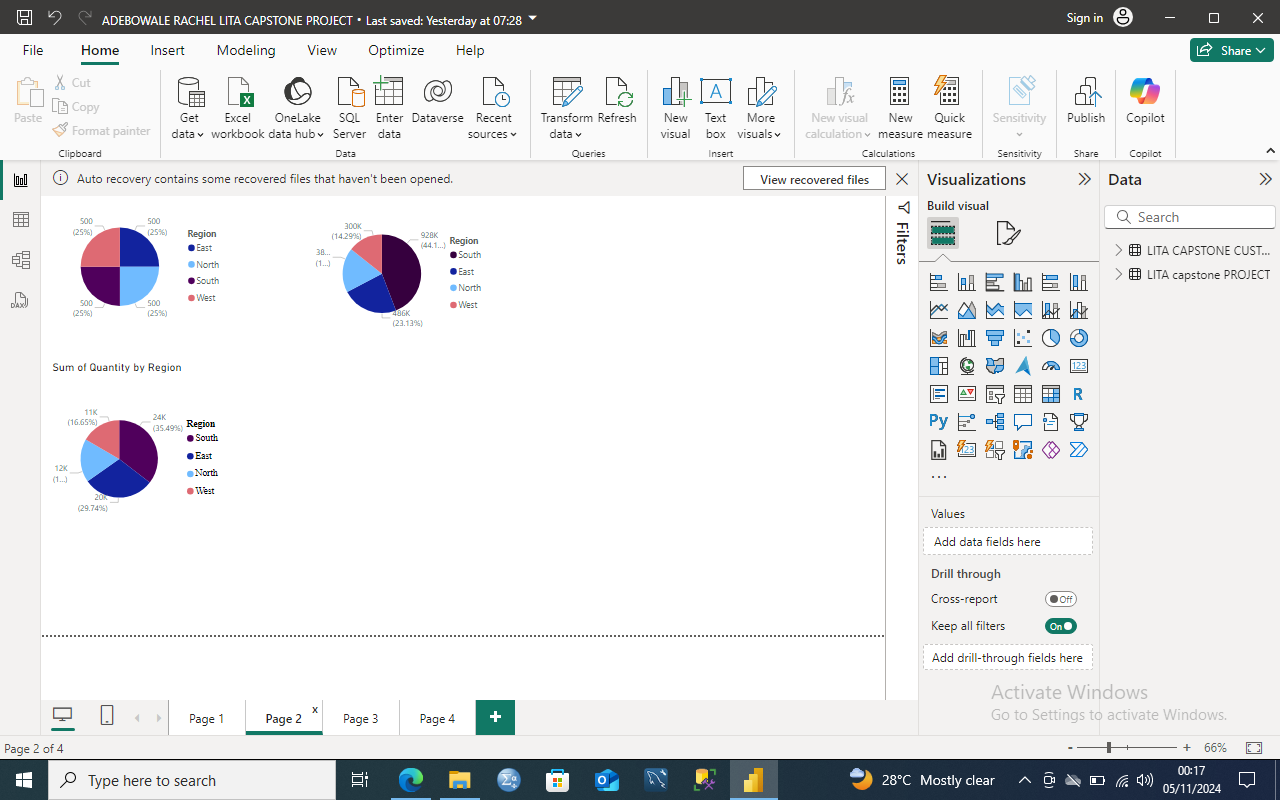 ADEBOWALE RACHEL LITA CAPSTONE PROJECT • Last saved: Yesterday at 07:28
Sign in
File Home Insert Modeling View Optimize Help
Share
Paste
Cut
Copy
Format painter
Clipboard
Get data
Excel workbook
OneLake data hub
SQL Server
Enter data
Dataverse
Recent sources
Data
Transform data
Refresh
Queries
New visual
Text box
More visuals
Insert
New visual calculation
New measure
Quick measure
Calculations
Sensitivity
Sensitivity
Publish
Share
Copilot
Copilot
Auto recovery contains some recovered files that haven't been opened.
View recovered files
500 (25%)
500 (25%)
500 (25%)
500 (25%)
Region
East
North
South
West
300K (14.29%)
928K (44.1...)
38... (1...)
486K (23.13%)
Region
South
East
North
West
Sum of Quantity by Region
11K (16.65%)
24K (35.49%)
12K (1...)
20K (29.74%)
Region
South
East
North
West
Filters
Visualizations
Build visual
123
R
Py
123
...
Values
Add data fields here
Drill through
Cross-report
Off
Keep all filters
On
Add drill-through fields here
Data
Search
LITA CAPSTONE CUST...
LITA capstone PROJECT
Activate Windows
Go to Settings to activate Windows.
DAX
Page 1
Page 2 x
Page 3
Page 4
+
Page 2 of 4
- + 66%
Type here to search
28°C Mostly clear
00:17
05/11/2024